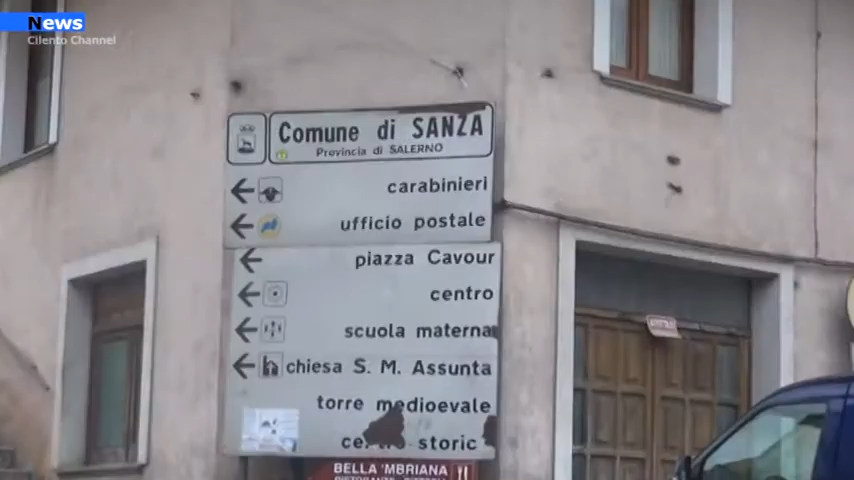 News
Cilento Channel
Comune di SANZA
Provincia di SALERNO
carabinieri
ufficio postale
piazza Cavour
centro
scuola materna
chiesa S. M. Assunta
torre medioevale
storic
BELLA 'MBRIANA